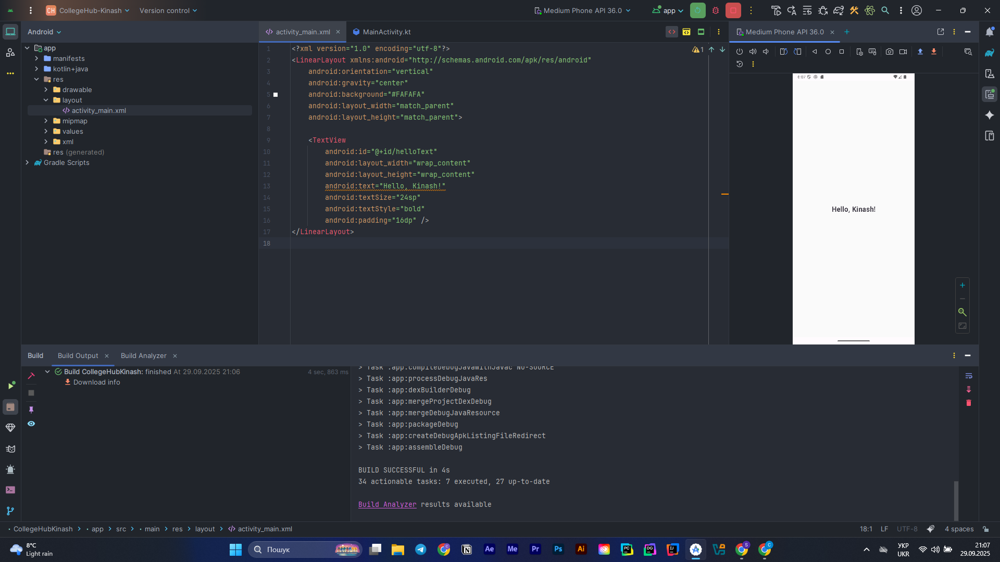 CH CollegeHub-Kinash Version control Medium Phone API 36.0 app
Android
app
manifests
kotlin+java
res
drawable
layout
activity_main.xml
mipmap
values
xml
res (generated)
Gradle Scripts
activity_main.xml MainActivity.kt
1 <?xml version="1.0" encoding="utf-8"?>
2 <LinearLayout xmlns:android="http://schemas.android.com/apk/res/android"
3 android:orientation="vertical"
4 android:gravity="center"
5 android:background="#FAFAFA"
6 android:layout_width="match_parent"
7 android:layout_height="match_parent">
8
9 <TextView
10 android:id="@+id/helloText"
11 android:layout_width="wrap_content"
12 android:layout_height="wrap_content"
13 android:text="Hello, Kinash!"
14 android:textSize="24sp"
15 android:textStyle="bold"
16 android:padding="16dp" />
17 </LinearLayout>
18
1
Medium Phone API 36.0
6:07
Hello, Kinash!
Build Build Output Build Analyzer
Build CollegeHubKinash: finished At 29.09.2025 21:06 4 sec, 863 ms
Download info
> Task :app:compileDebugJavaWithJavac NO-SOURCE
> Task :app:processDebugJavaRes
> Task :app:dexBuilderDebug
> Task :app:mergeProjectDexDebug
> Task :app:mergeDebugJavaResource
> Task :app:packageDebug
> Task :app:createDebugApkListingFileRedirect
> Task :app:assembleDebug
BUILD SUCCESSFUL in 4s
34 actionable tasks: 7 executed, 27 up-to-date
Build Analyzer results available
CollegeHubKinash > app > src > main > res > layout > activity_main.xml 18:1 LF UTF-8 4 spaces
8°C
Light rain
Пошук
Ae Me Pr Ps Ai PC DG IJ S C
УКР
UKR
21:07
29.09.2025